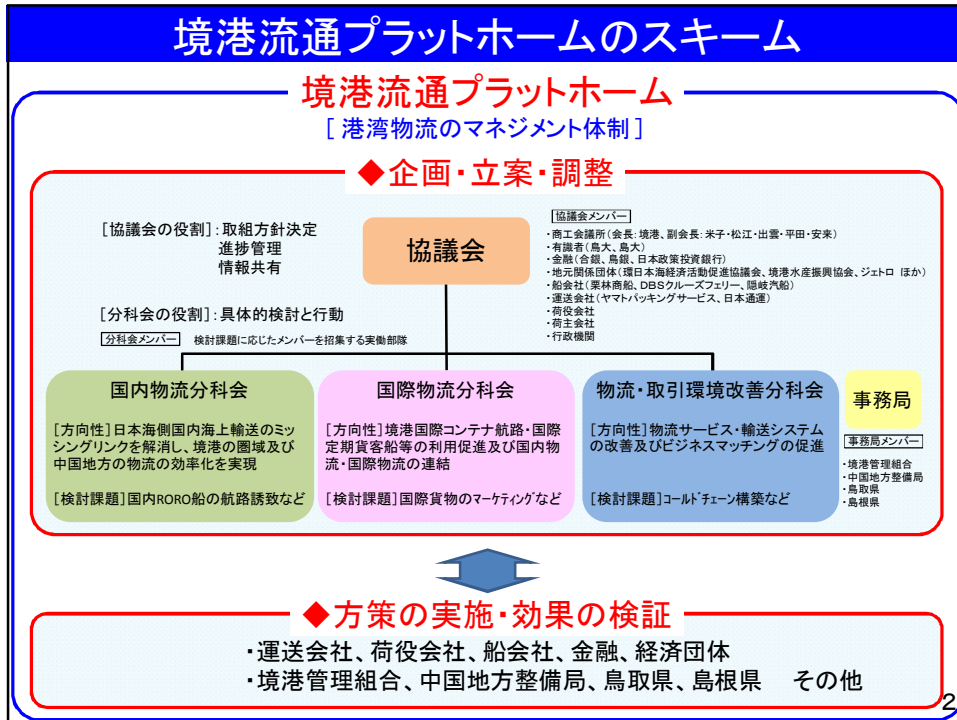 境港流通プラットホームのスキーム
境港流通プラットホーム
[ 港湾物流のマネジメント体制 ]
◆企画・立案・調整
[協議会の役割]:取組方針決定
進捗管理
情報共有
協議会
協議会メンバー
・商工会議所(会長:境港、副会長:米子・松江・出雲・平田・安来)
・有識者(鳥大、島大)
・金融(合銀、鳥銀、日本政策投資銀行)
・地元関係団体(環日本海経済活動促進協議会、境港水産振興協会、ジェトロ ほか)
・船会社(栗林商船、DBSクルーズフェリー、隠岐汽船)
・運送会社(ヤマトパッキングサービス、日本通運)
・荷役会社
・荷主会社
・行政機関
[分科会の役割]:具体的検討と行動
分科会メンバー 検討課題に応じたメンバーを招集する実働部隊
国内物流分科会
[方向性]日本海側国内海上輸送のミッ
シングリンクを解消し、境港の圏域及び
中国地方の物流の効率化を実現
[検討課題]国内RORO船の航路誘致など
国際物流分科会
[方向性]境港国際コンテナ航路・国際
定期貨客船等の利用促進及び国内物
流・国際物流の連結
[検討課題]国際貨物のマーケティングなど
物流・取引環境改善分科会
[方向性]物流サービス・輸送システム
の改善及びビジネスマッチングの促進
[検討課題]コールドチェーン構築など
事務局
事務局メンバー
・境港管理組合
・中国地方整備局
・鳥取県
・島根県
◆方策の実施・効果の検証
・運送会社、荷役会社、船会社、金融、経済団体
・境港管理組合、中国地方整備局、鳥取県、島根県 その他
2